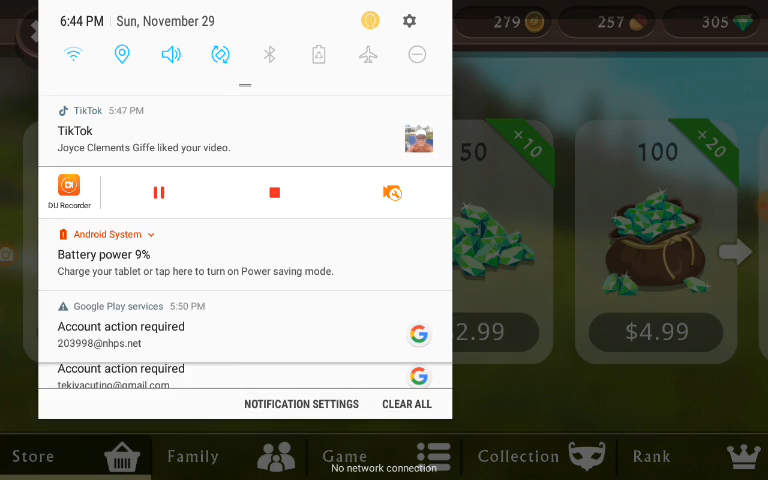 6:44 PM | Sun, November 29
279
257
305
TikTok 5:47 PM
TikTok
Joyce Clements Giffe liked your video.
DU Recorder
Android System
Battery power 9%
Charge your tablet or tap here to turn on Power saving mode.
Google Play services 5:50 PM
Account action required
203998@nhps.net
Account action required
tekiyacutino@gmail.com
NOTIFICATION SETTINGS
CLEAR ALL
50
×10
2.99
100
×20
$4.99
Store
Family
Game
Collection
Rank
No network connection